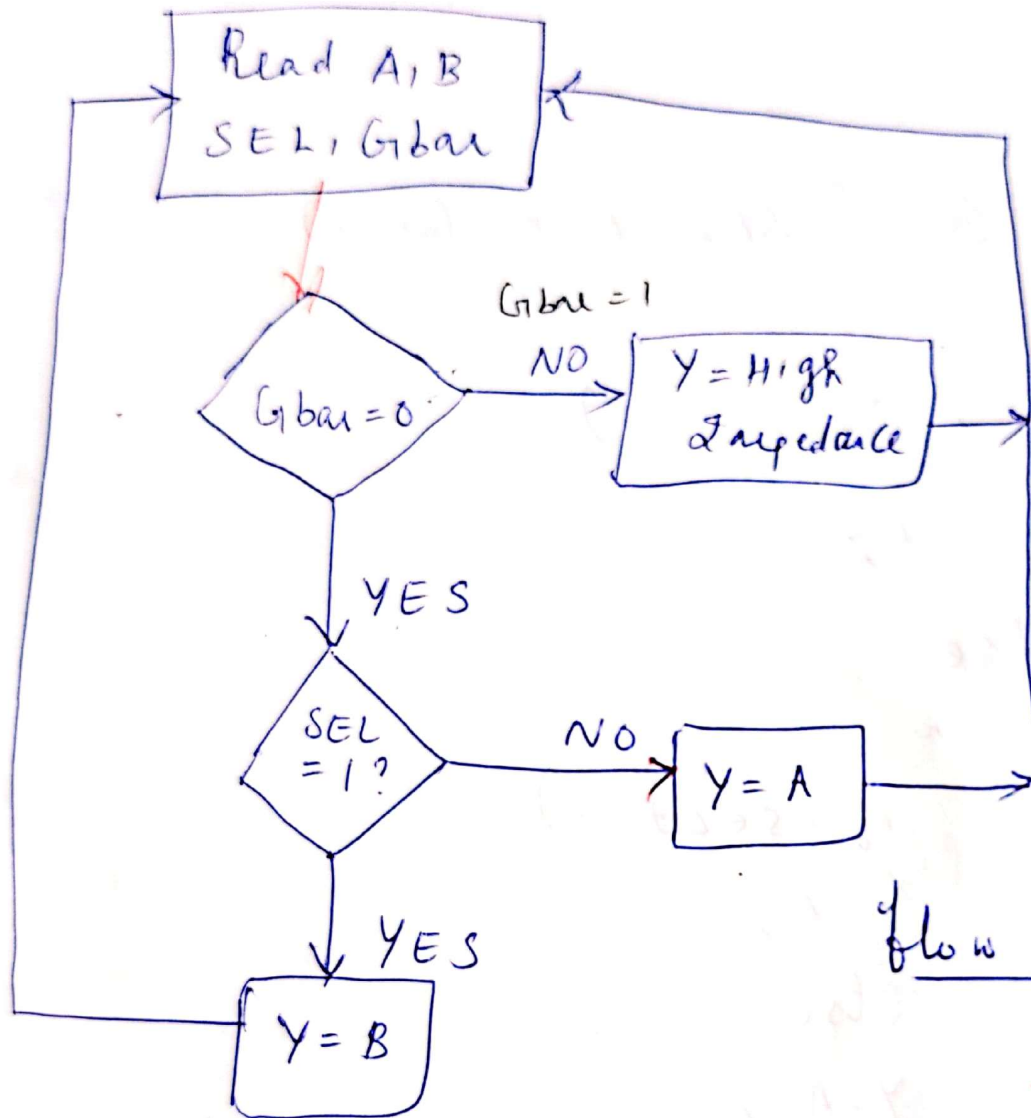 Read A, B
SEL, Gbar
Gbar = 1
NO
Gbar = 0
Y = High
Impedance
YES
SEL
= 1?
NO
Y = A
YES
Y = B
flow